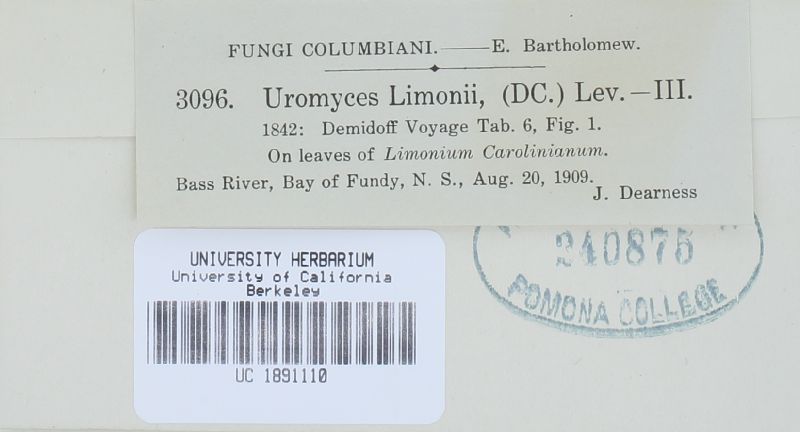 FUNGI COLUMBIANI.——E. Bartholomew.
3096. Uromyces Limonii, (DC.) Lev.—III.
1842: Demidoff Voyage Tab. 6, Fig. 1.
On leaves of Limonium Carolinianum.
Bass River, Bay of Fundy, N. S., Aug. 20, 1909.
J. Dearness
240875
POMONA COLLEGE
UNIVERSITY HERBARIUM
University of California
Berkeley
UC 1891110